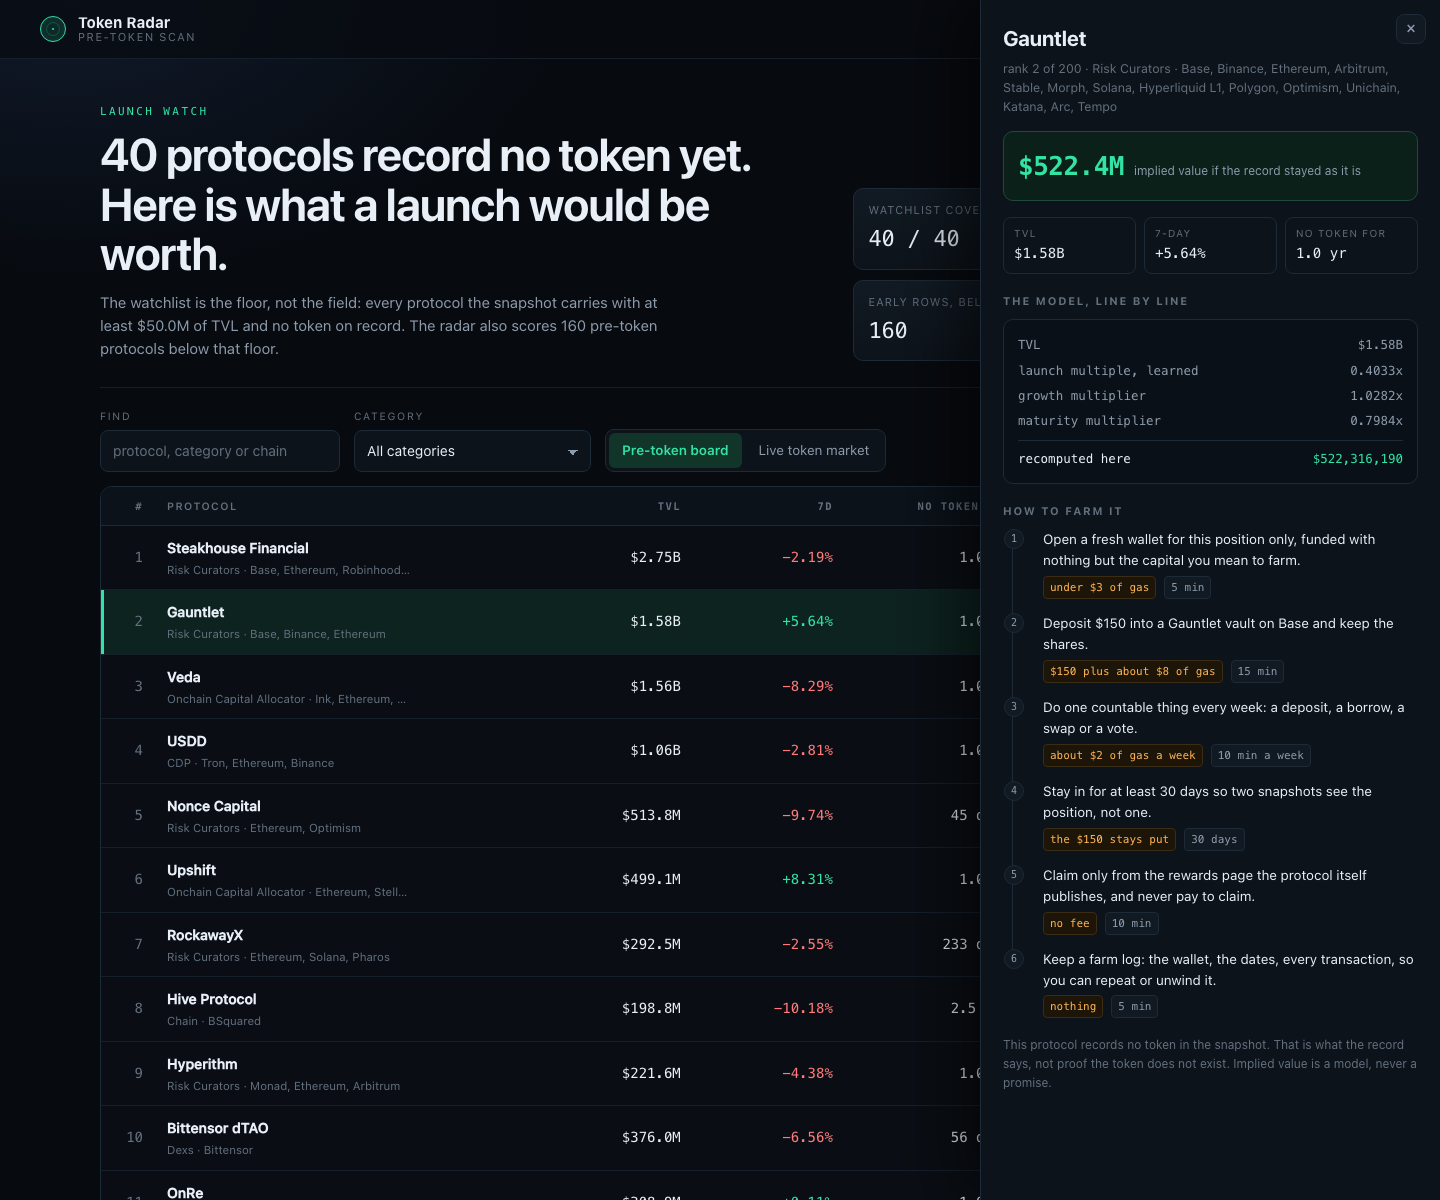 Token Radar
PRE-TOKEN SCAN
LAUNCH WATCH
40 protocols record no token yet.
Here is what a launch would be
worth.
The watchlist is the floor, not the field: every protocol the snapshot carries with at
least $50.0M of TVL and no token on record. The radar also scores 160 pre-token
protocols below that floor.
WATCHLIST COVE
40 / 40
EARLY ROWS, BEL
160
FIND
CATEGORY
protocol, category or chain
All categories
Pre-token board
Live token market
# PROTOCOL TVL 7D NO TOKEN
1 Steakhouse Financial $2.75B −2.19% 1.0
Risk Curators · Base, Ethereum, Robinhood...
2 Gauntlet $1.58B +5.64% 1.0
Risk Curators · Base, Binance, Ethereum
3 Veda $1.56B −8.29% 1.0
Onchain Capital Allocator · Ink, Ethereum, ...
4 USDD $1.06B −2.81% 1.0
CDP · Tron, Ethereum, Binance
5 Nonce Capital $513.8M −9.74% 45
Risk Curators · Ethereum, Optimism
6 Upshift $499.1M +8.31% 1.0
Onchain Capital Allocator · Ethereum, Stell...
7 RockawayX $292.5M −2.55% 233
Risk Curators · Ethereum, Solana, Pharos
8 Hive Protocol $198.8M −10.18% 2.5
Chain · BSquared
9 Hyperithm $221.6M −4.38% 1.0
Risk Curators · Monad, Ethereum, Arbitrum
10 Bittensor dTAO $376.0M −6.56% 56
Dexs · Bittensor
OnRe
Gauntlet
×
rank 2 of 200 · Risk Curators · Base, Binance, Ethereum, Arbitrum,
Stable, Morph, Solana, Hyperliquid L1, Polygon, Optimism, Unichain,
Katana, Arc, Tempo
$522.4M implied value if the record stayed as it is
TVL
$1.58B
7-DAY
+5.64%
NO TOKEN FOR
1.0 yr
THE MODEL, LINE BY LINE
TVL $1.58B
launch multiple, learned 0.4033x
growth multiplier 1.0282x
maturity multiplier 0.7984x
recomputed here $522,316,190
HOW TO FARM IT
1 Open a fresh wallet for this position only, funded with
nothing but the capital you mean to farm.
under $3 of gas 5 min
2 Deposit $150 into a Gauntlet vault on Base and keep the
shares.
$150 plus about $8 of gas 15 min
3 Do one countable thing every week: a deposit, a borrow, a
swap or a vote.
about $2 of gas a week 10 min a week
4 Stay in for at least 30 days so two snapshots see the
position, not one.
the $150 stays put 30 days
5 Claim only from the rewards page the protocol itself
publishes, and never pay to claim.
no fee 10 min
6 Keep a farm log: the wallet, the dates, every transaction, so
you can repeat or unwind it.
nothing 5 min
This protocol records no token in the snapshot. That is what the record
says, not proof the token does not exist. Implied value is a model, never a
promise.